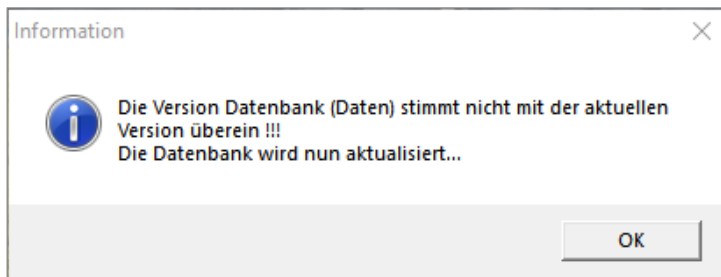 Information
Die Version Datenbank (Daten) stimmt nicht mit der aktuellen
Version überein !!!
Die Datenbank wird nun aktualisiert...
OK